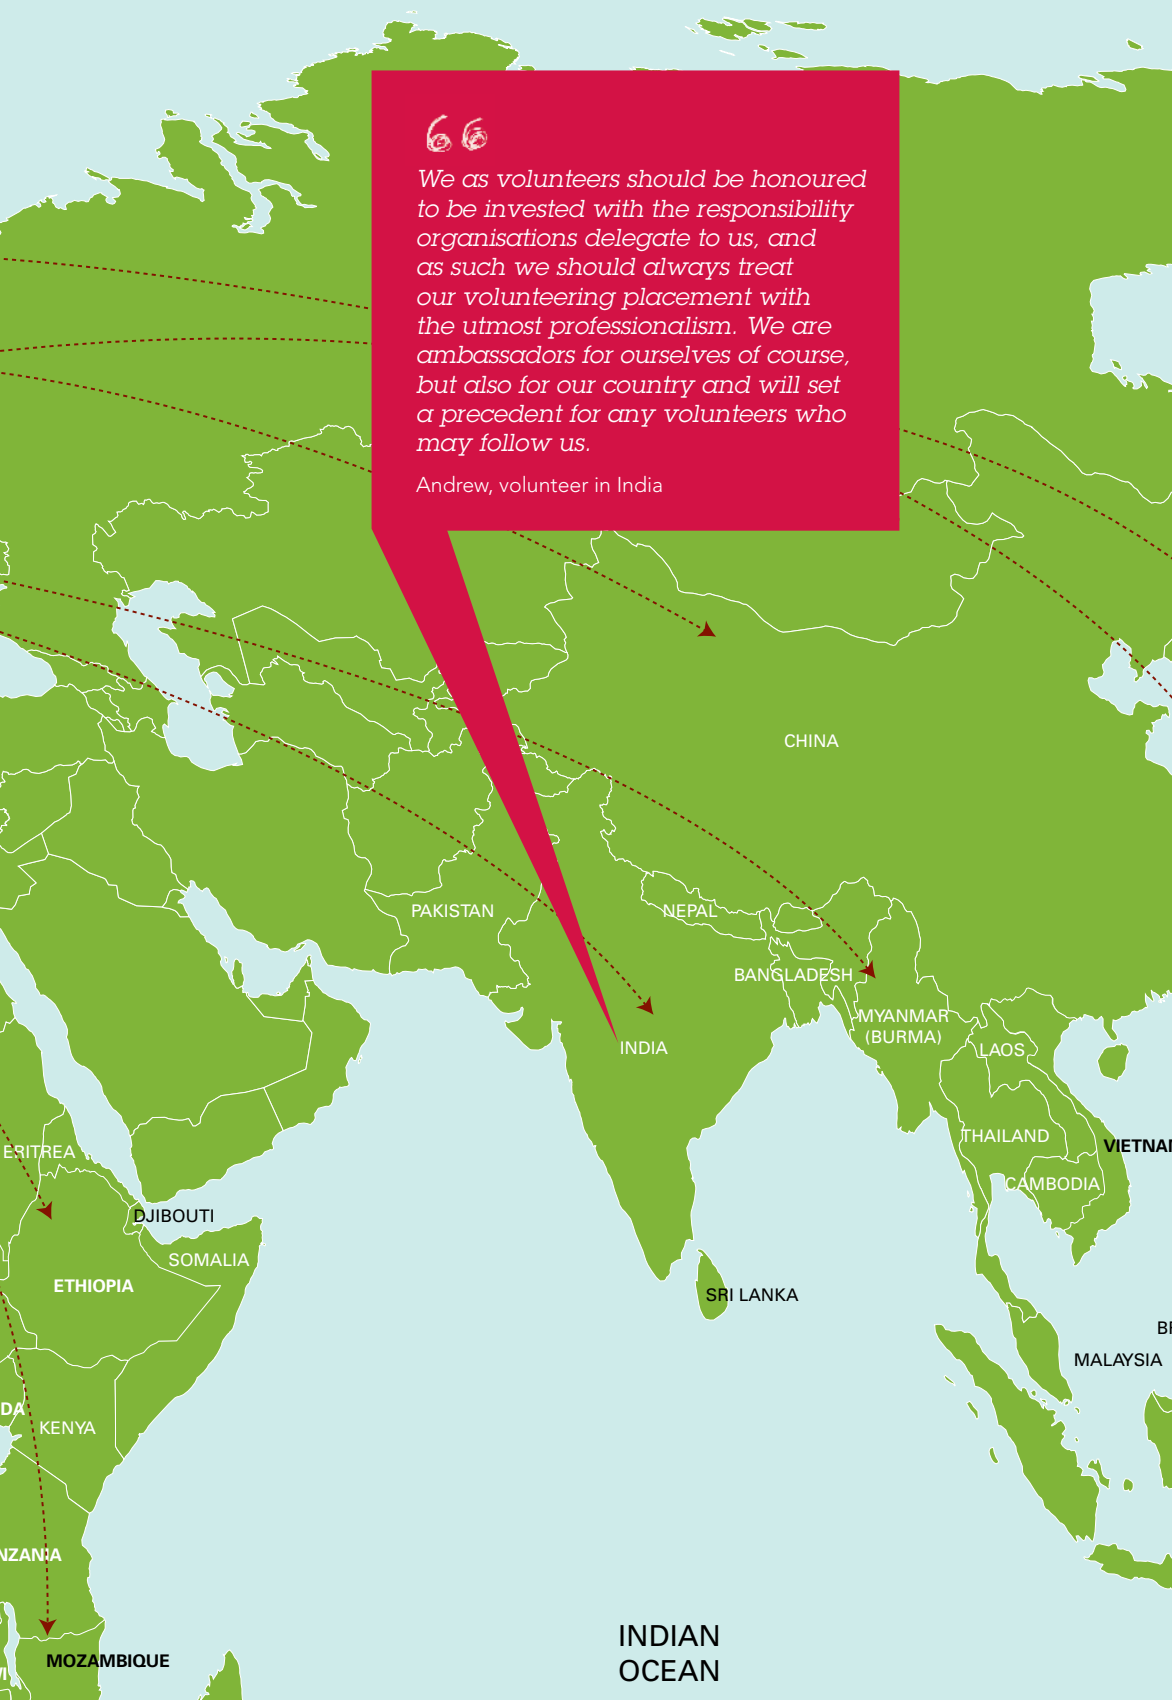 “
We as volunteers should be honoured
to be invested with the responsibility
organisations delegate to us, and
as such we should always treat
our volunteering placement with
the utmost professionalism. We are
ambassadors for ourselves of course,
but also for our country and will set
a precedent for any volunteers who
may follow us.
Andrew, volunteer in India
CHINA
PAKISTAN
NEPAL
BANGLADESH
MYANMAR
(BURMA)
INDIA
LAOS
THAILAND
VIETNAM
CAMBODIA
ERITREA
DJIBOUTI
SOMALIA
ETHIOPIA
SRI LANKA
MALAYSIA
DA
KENYA
NZANIA
INDIAN
OCEAN
MOZAMBIQUE